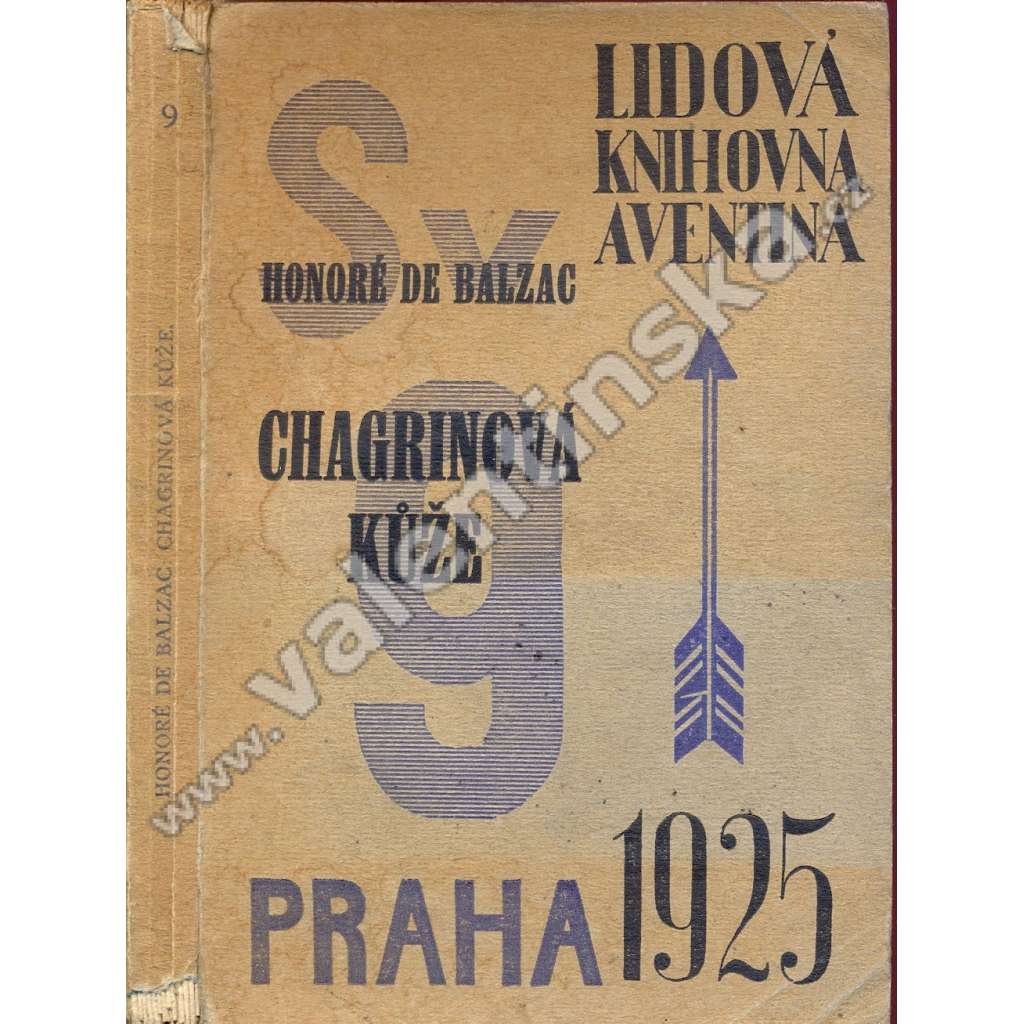 9
HONORÉ DE BALZAC CHAGRINOVÁ KŮŽE.
LIDOVÁ
KNIHOVNA
AVENTINA
Sv
HONORÉ DE BALZAC
9
CHAGRINOVÁ
KŮŽE
PRAHA
1925
www.valentinska.cz